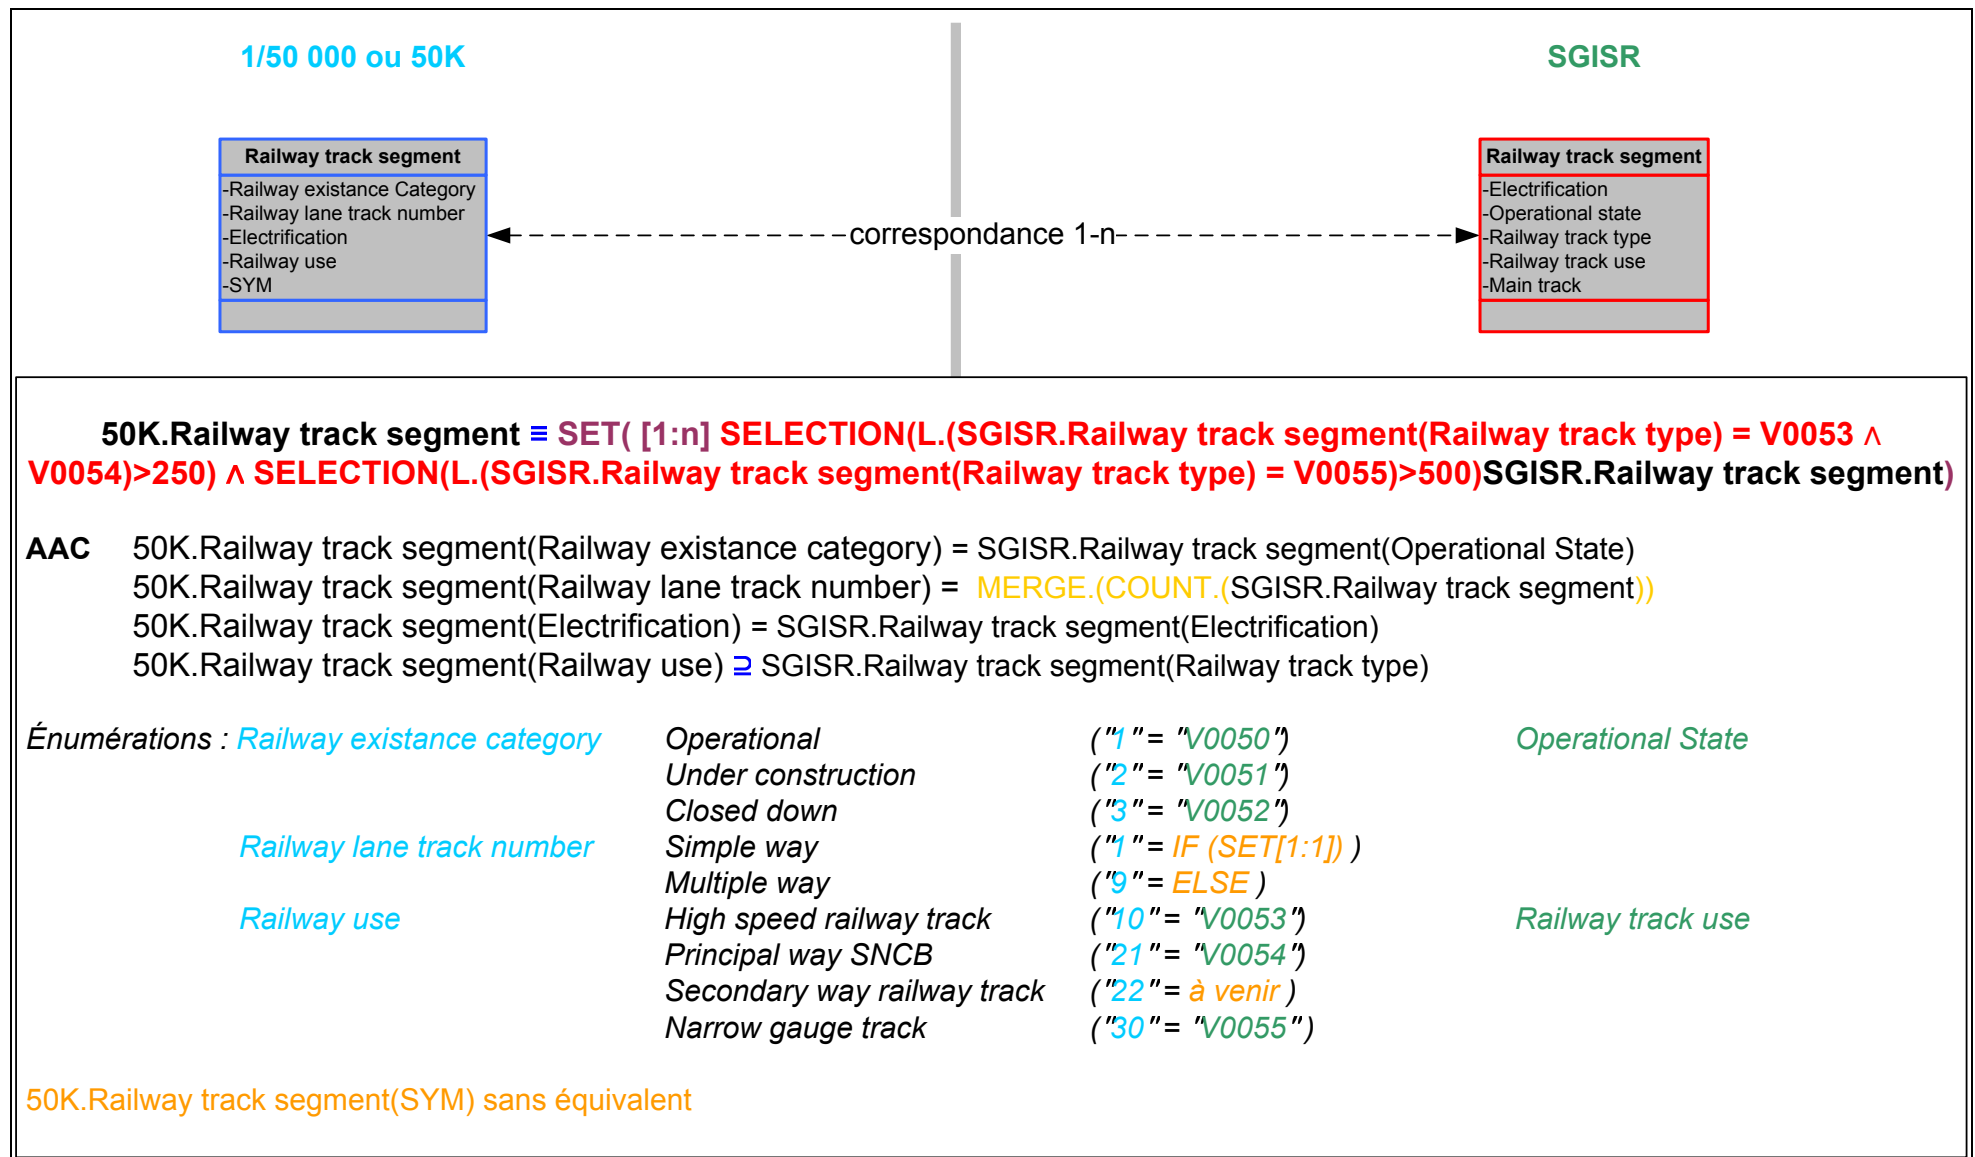 1/50 000 ou 50K
SGISR
Railway track segment
-Railway existance Category
-Railway lane track number
-Electrification
-Railway use
-SYM
correspondance 1-n
Railway track segment
-Electrification
-Operational state
-Railway track type
-Railway track use
-Main track
50K.Railway track segment ≡ SET( [1:n] SELECTION(L.(SGISR.Railway track segment(Railway track type) = V0053 ∧
V0054)>250) ∧ SELECTION(L.(SGISR.Railway track segment(Railway track type) = V0055)>500)SGISR.Railway track segment)
AAC 50K.Railway track segment(Railway existance category) = SGISR.Railway track segment(Operational State)
50K.Railway track segment(Railway lane track number) = MERGE.(COUNT.(SGISR.Railway track segment))
50K.Railway track segment(Electrification) = SGISR.Railway track segment(Electrification)
50K.Railway track segment(Railway use) ⊇ SGISR.Railway track segment(Railway track type)
Énumérations : Railway existance category Operational ("1" = "V0050") Operational State
Under construction ("2" = "V0051")
Closed down ("3" = "V0052")
Railway lane track number Simple way ("1" = IF (SET[1:1]) )
Multiple way ("9" = ELSE )
Railway use High speed railway track ("10" = "V0053") Railway track use
Principal way SNCB ("21" = "V0054")
Secondary way railway track ("22" = à venir )
Narrow gauge track ("30" = "V0055")
50K.Railway track segment(SYM) sans équivalent